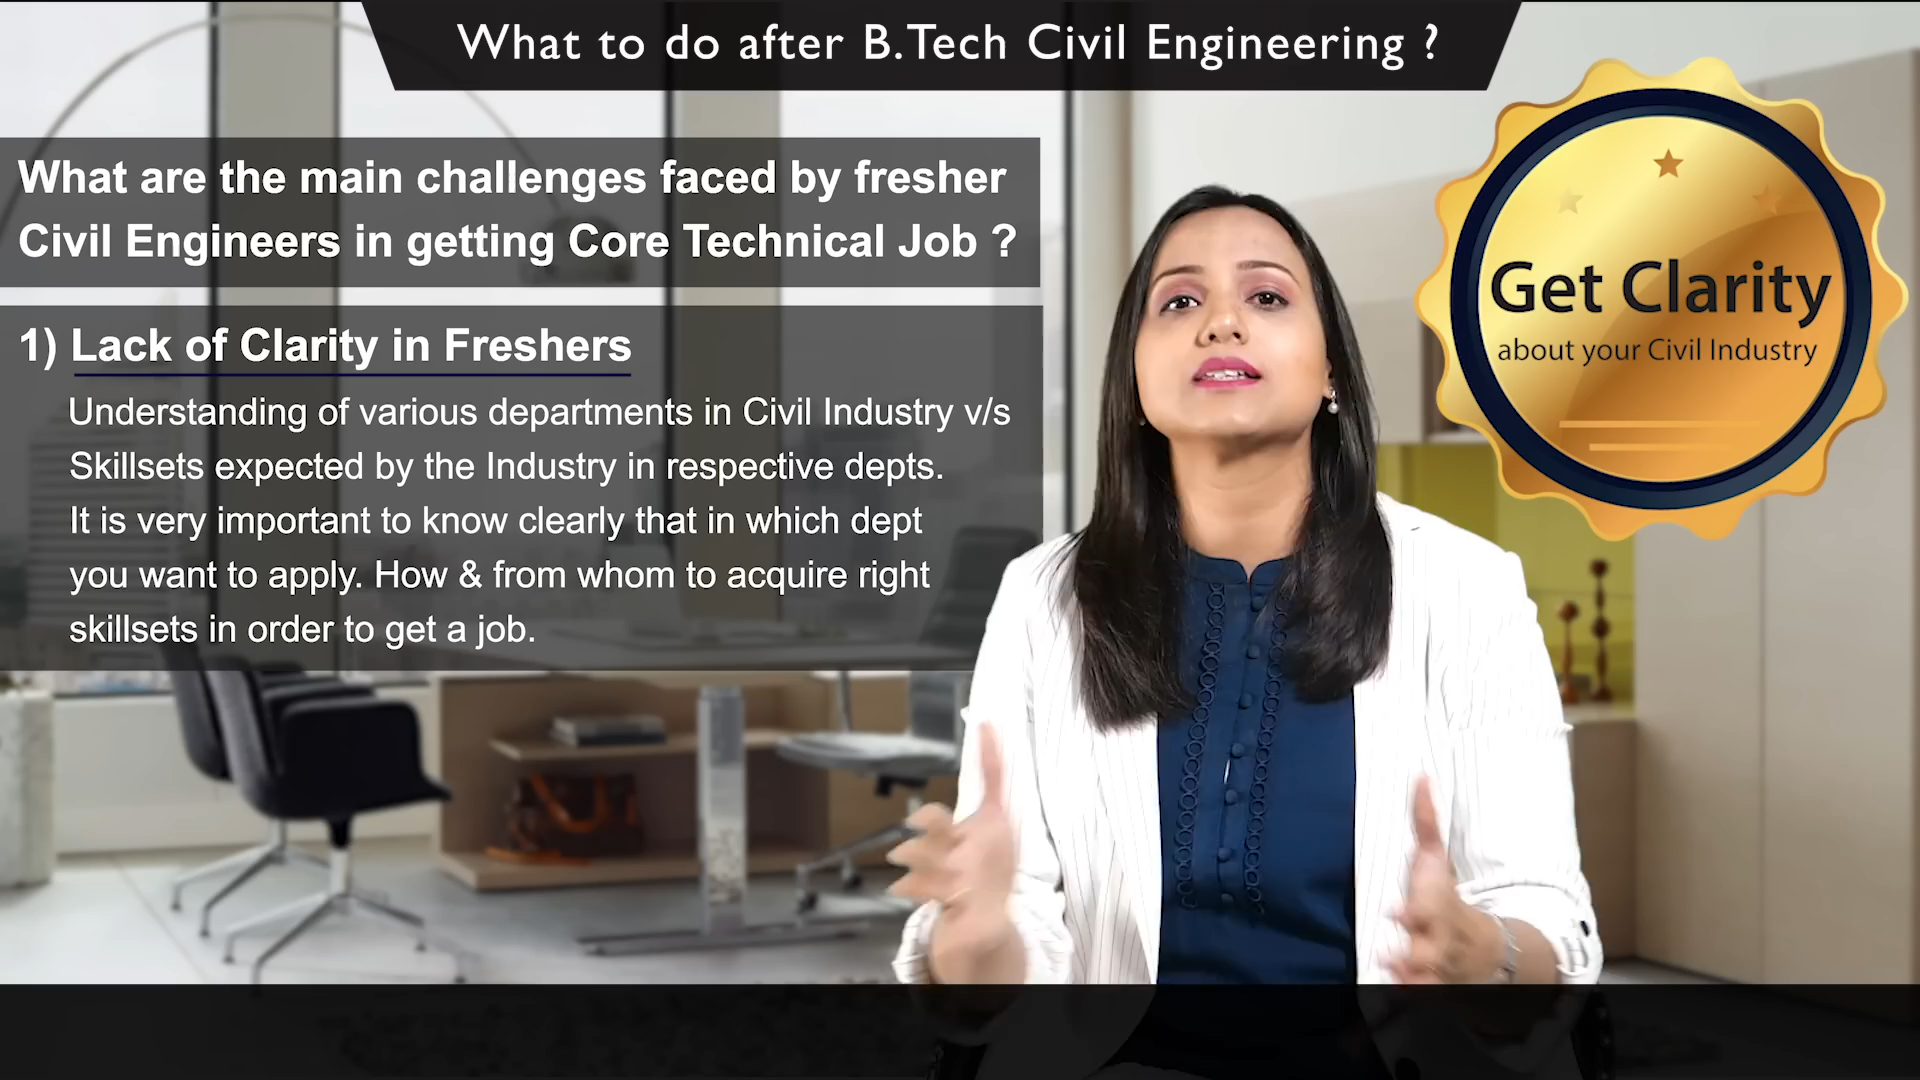 What to do after B.Tech Civil Engineering ?
What are the main challenges faced by fresher
Civil Engineers in getting Core Technical Job ?
1) Lack of Clarity in Freshers
Understanding of various departments in Civil Industry v/s
Skillsets expected by the Industry in respective depts.
It is very important to know clearly that in which dept
you want to apply. How & from whom to acquire right
skillsets in order to get a job.
Get Clarity
about your Civil Industry